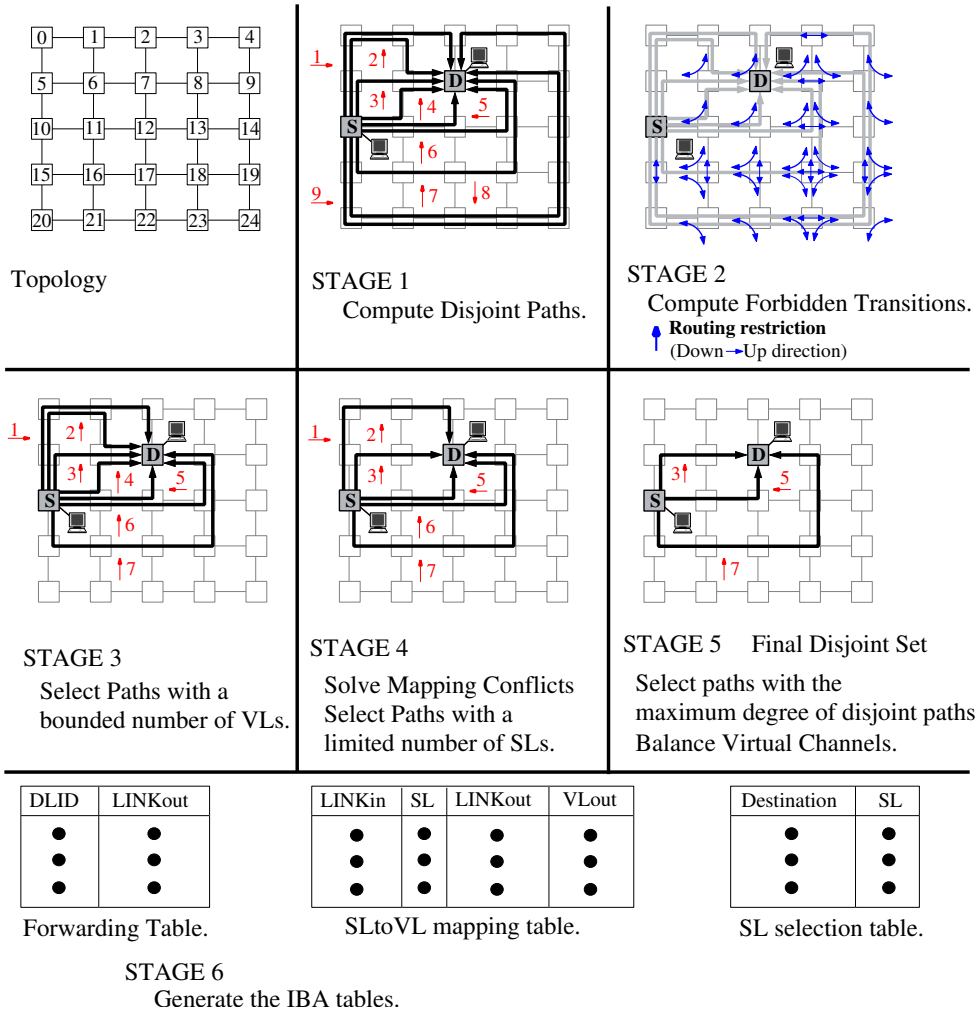 0 1 2 3 4
5 6 7 8 9
10 11 12 13 14
15 16 17 18 19
20 21 22 23 24
Topology
1
2
D
3
4
5
S
6
9
7
8
STAGE 1
Compute Disjoint Paths.
D
S
STAGE 2
Compute Forbidden Transitions.
Routing restriction
(Down→Up direction)
1
2
D
3
4
5
S
6
7
STAGE 3
Select Paths with a
bounded number of VLs.
1
2
D
3
5
S
6
7
STAGE 4
Solve Mapping Conflicts
Select Paths with a
limited number of SLs.
D
3
5
S
7
STAGE 5 Final Disjoint Set
Select paths with the
maximum degree of disjoint paths
Balance Virtual Channels.
DLID LINKout
Forwarding Table.
LINKin SL LINKout VLout
SLtoVL mapping table.
Destination SL
SL selection table.
STAGE 6
Generate the IBA tables.